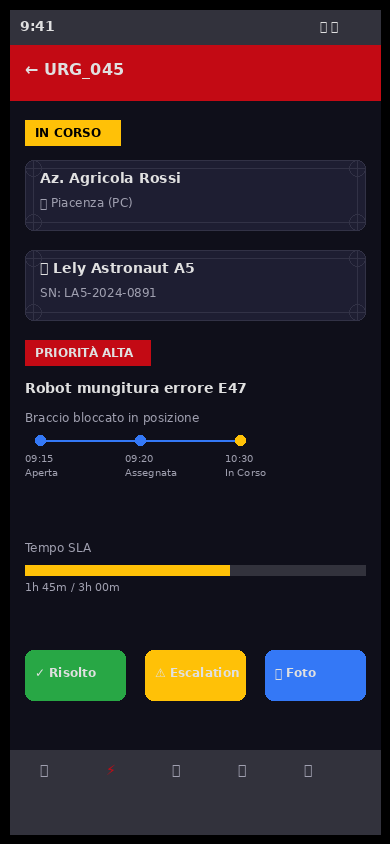 9:41
← URG_045
IN CORSO
Az. Agricola Rossi
Piacenza (PC)
Lely Astronaut A5
SN: LA5-2024-0891
PRIORITÀ ALTA
Robot mungitura errore E47
Braccio bloccato in posizione
09:15 09:20 10:30
Aperta Assegnata In Corso
Tempo SLA
1h 45m / 3h 00m
✓ Risolto ⚠ Escalation Foto